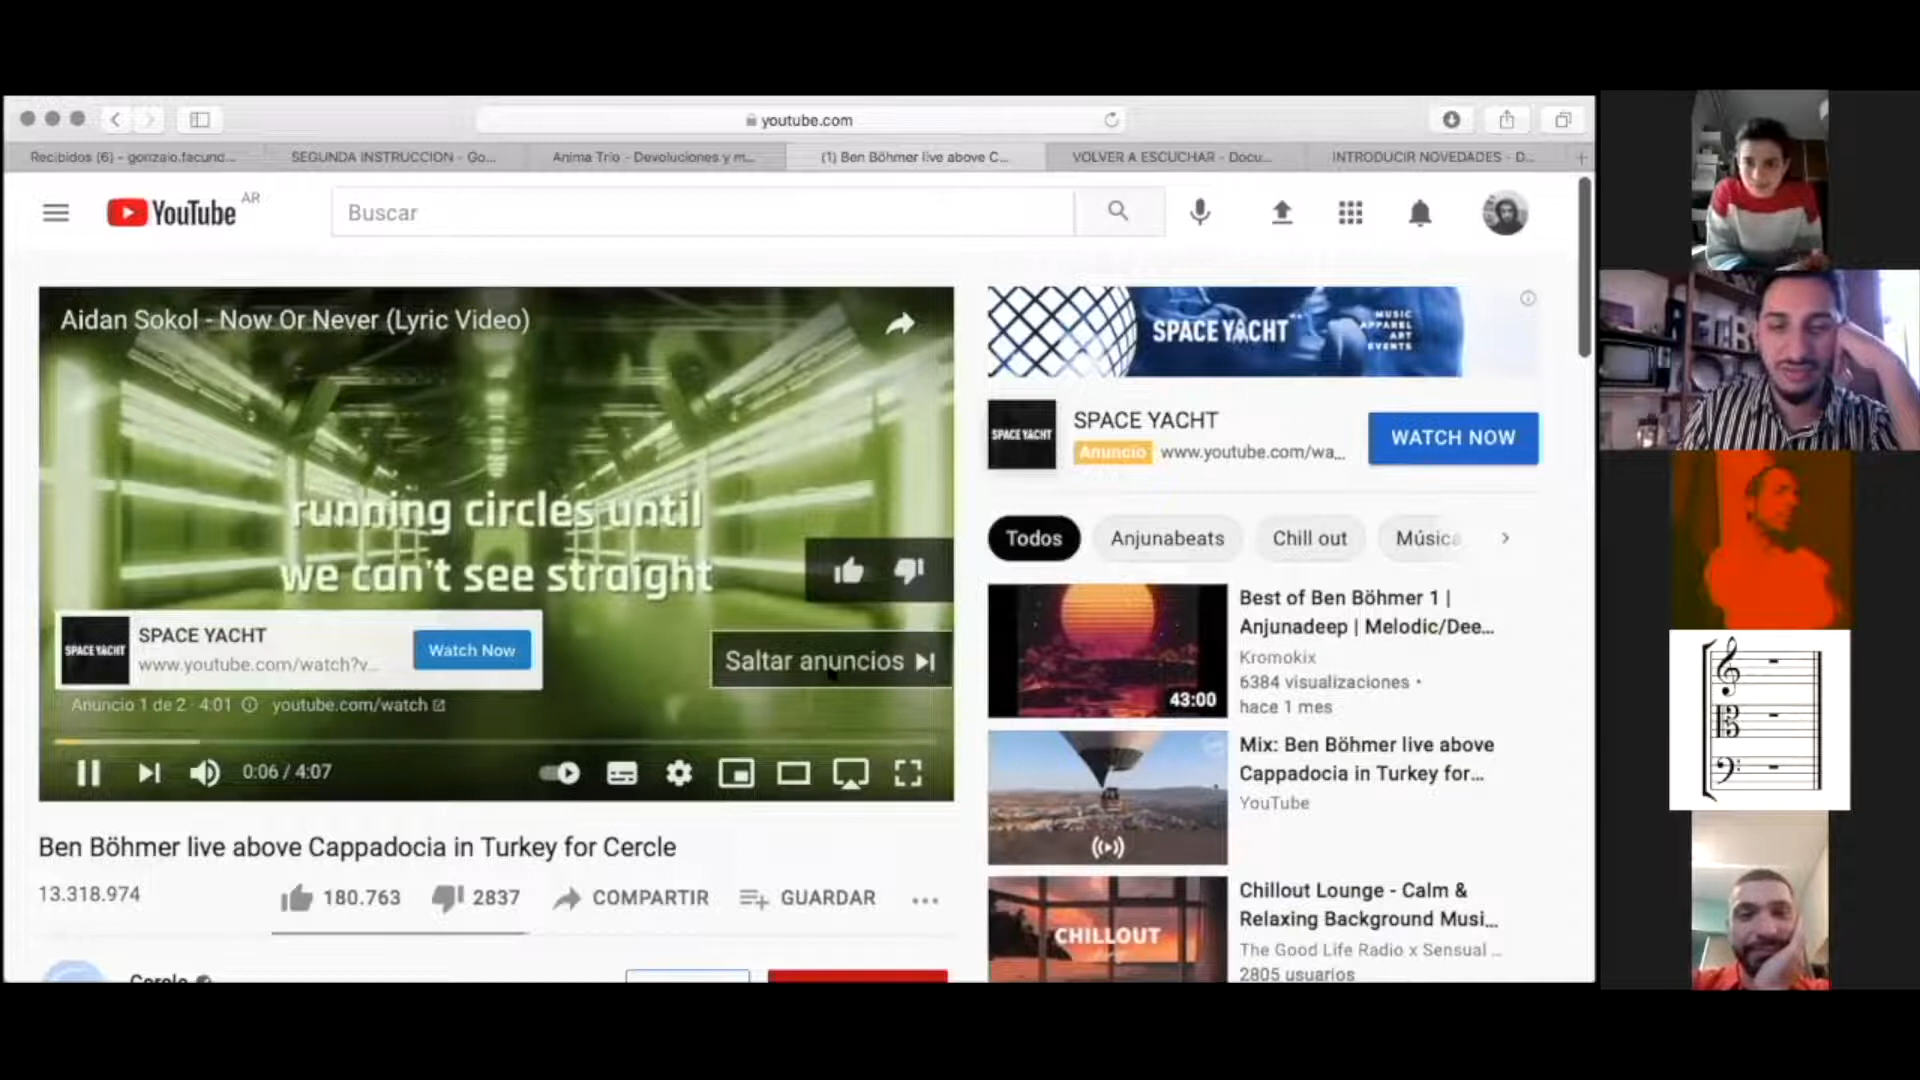 youtube.com
Recibidos (6) - gonzalo.facund...
SEGUNDA INSTRUCCION - Go...
Anima Trio - Devoluciones y m...
(1) Ben Böhmer live above C...
VOLVER A ESCUCHAR - Docu...
INTRODUCIR NOVEDADES - D...
YouTube AR
Buscar
Aidan Sokol - Now Or Never (Lyric Video)
running circles until
we can't see straight
SPACE YACHT
SPACE YACHT
www.youtube.com/watch?v...
Watch Now
Saltar anuncios
Anuncio 1 de 2 · 4:01
youtube.com/watch
0:06 / 4:07
Ben Böhmer live above Cappadocia in Turkey for Cercle
13.318.974
180.763
2837
COMPARTIR
GUARDAR
...
Cercle
SPACE YACHT
MUSIC
APPAREL
ART
EVENTS
SPACE YACHT
SPACE YACHT
Anuncio www.youtube.com/wa...
WATCH NOW
Todos
Anjunabeats
Chill out
Música
43:00
Best of Ben Böhmer 1 |
Anjunadeep | Melodic/Dee...
Kromokix
6384 visualizaciones •
hace 1 mes
Mix: Ben Böhmer live above
Cappadocia in Turkey for...
YouTube
CHILLOUT
Chillout Lounge - Calm &
Relaxing Background Musi...
The Good Life Radio x Sensual ...
2805 usuarios